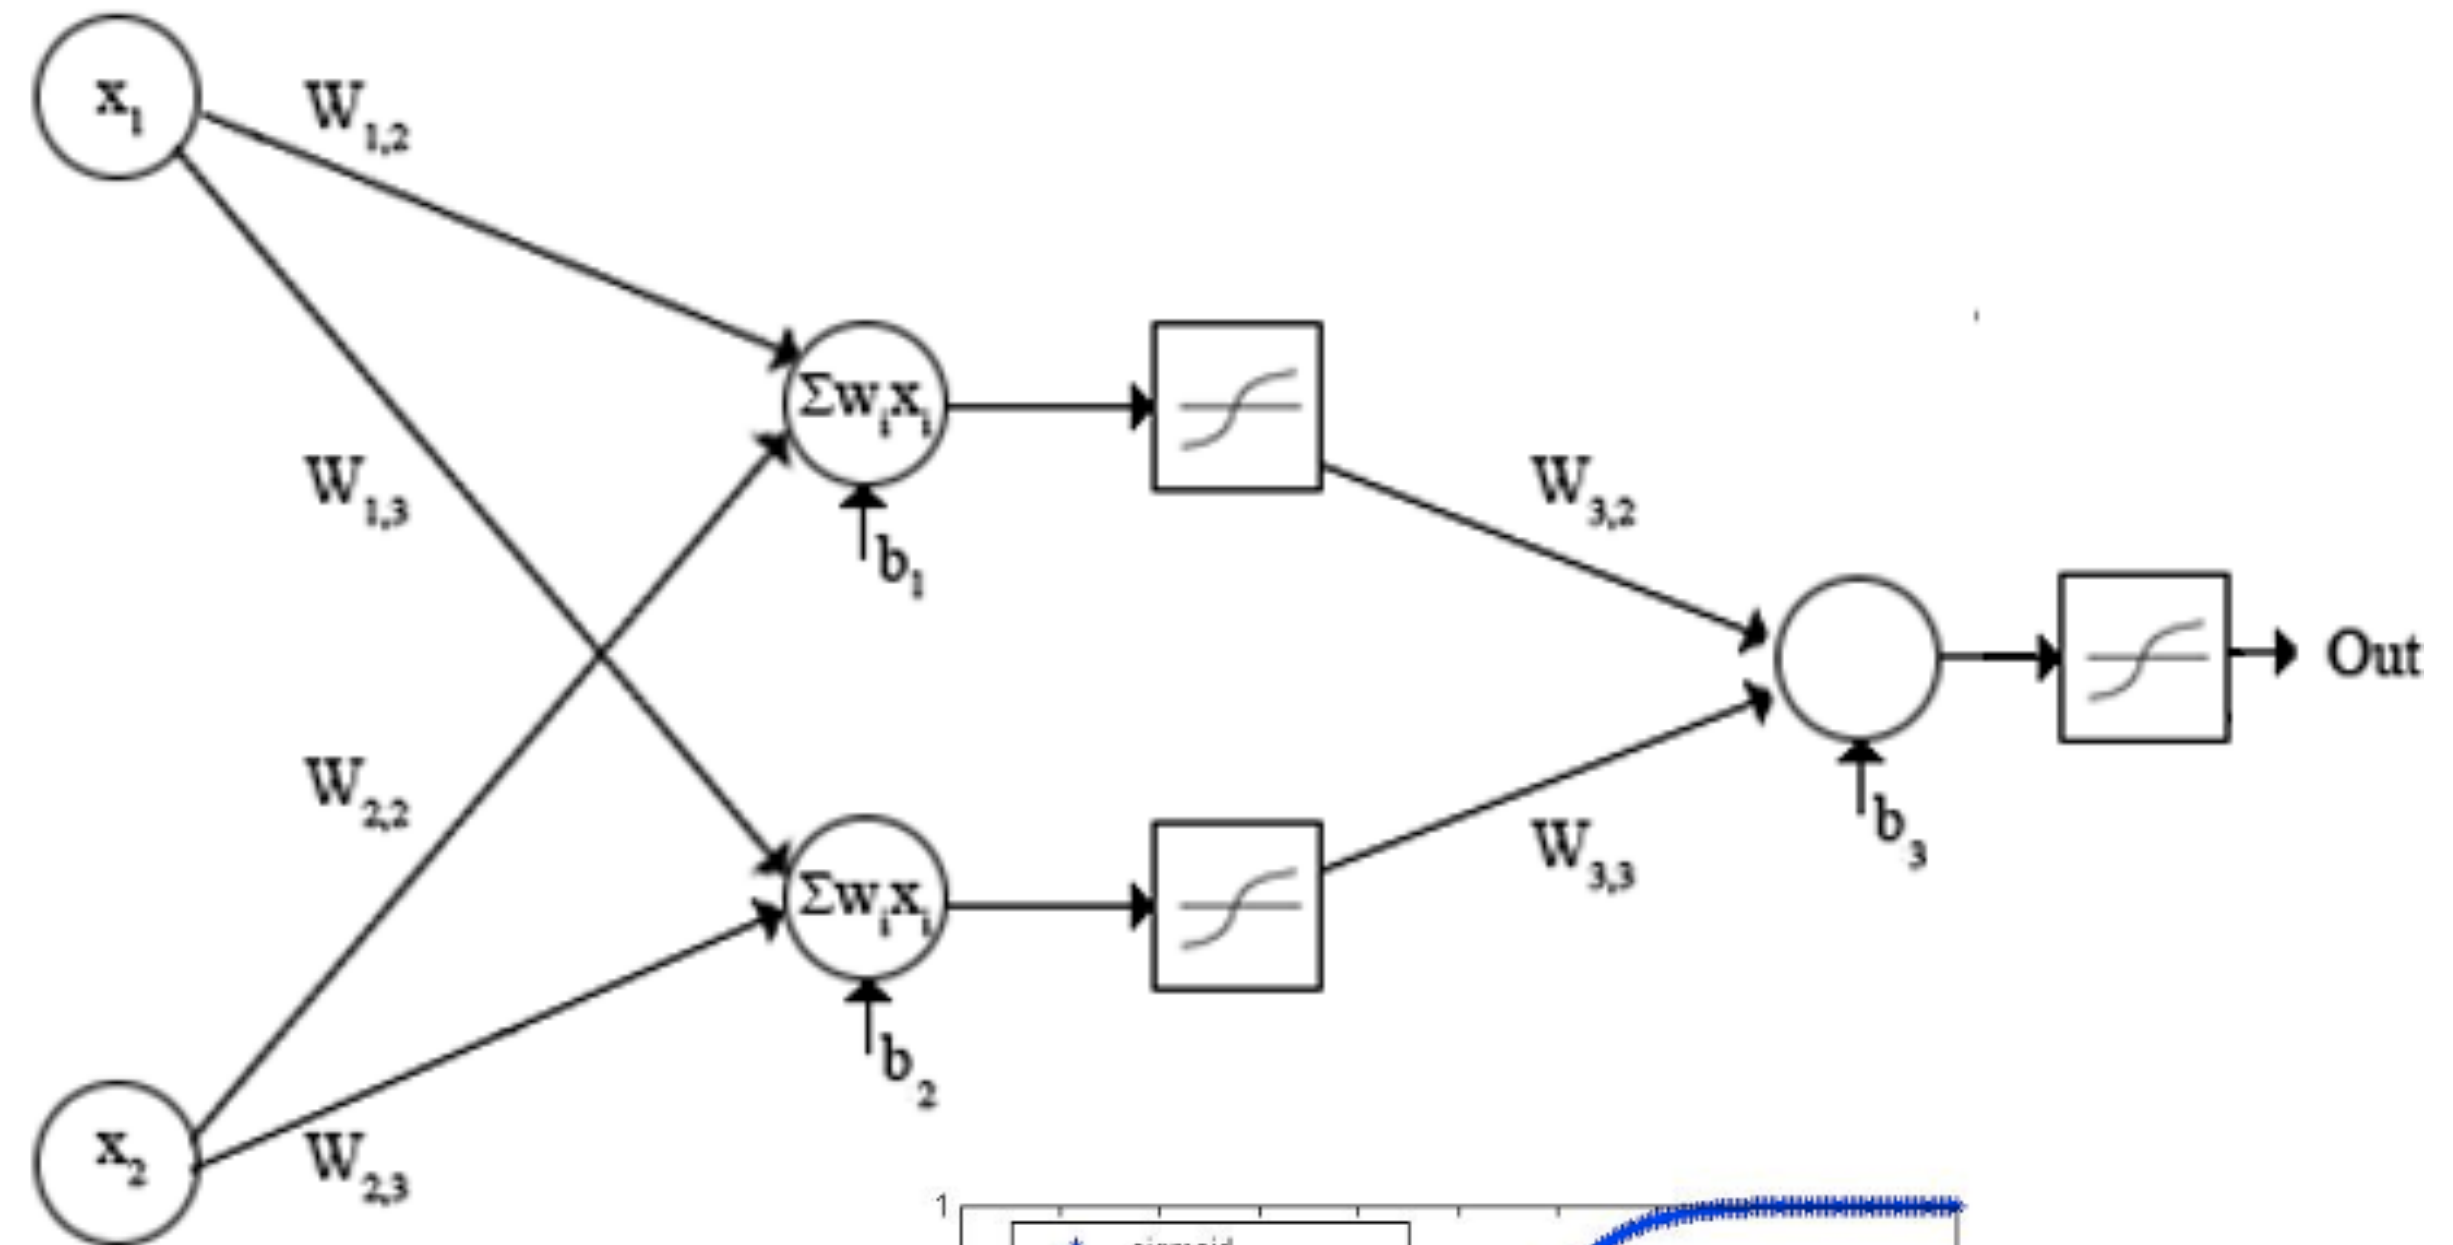 x1
W1,2
W1,3
Σwixi
b1
W3,2
Out
b3
W3,3
W2,2
Σwixi
b2
x2
W2,3
1